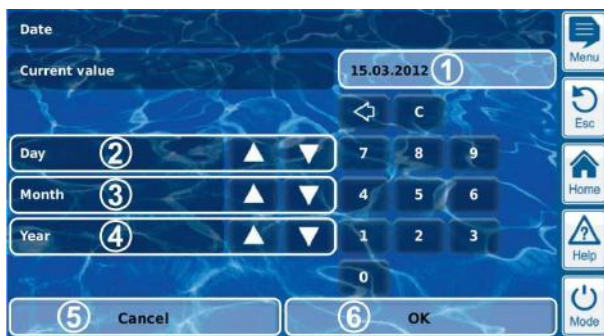 Date
Current value
15.03.2012 1
C
Day 2
7 8 9
Month 3
4 5 6
Year 4
1 2 3
0
5 Cancel
6 OK
Menu
Esc
Home
Help
Mode